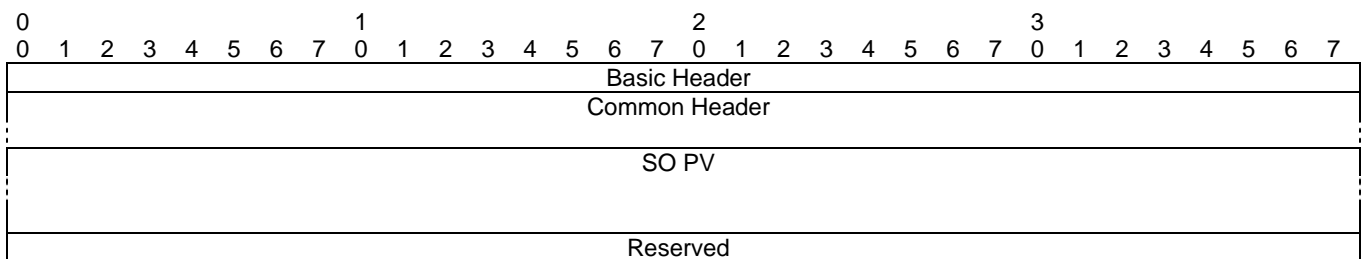 0 1 2 3
0 1 2 3 4 5 6 7 0 1 2 3 4 5 6 7 0 1 2 3 4 5 6 7 0 1 2 3 4 5 6 7
Basic Header
Common Header
SO PV
Reserved